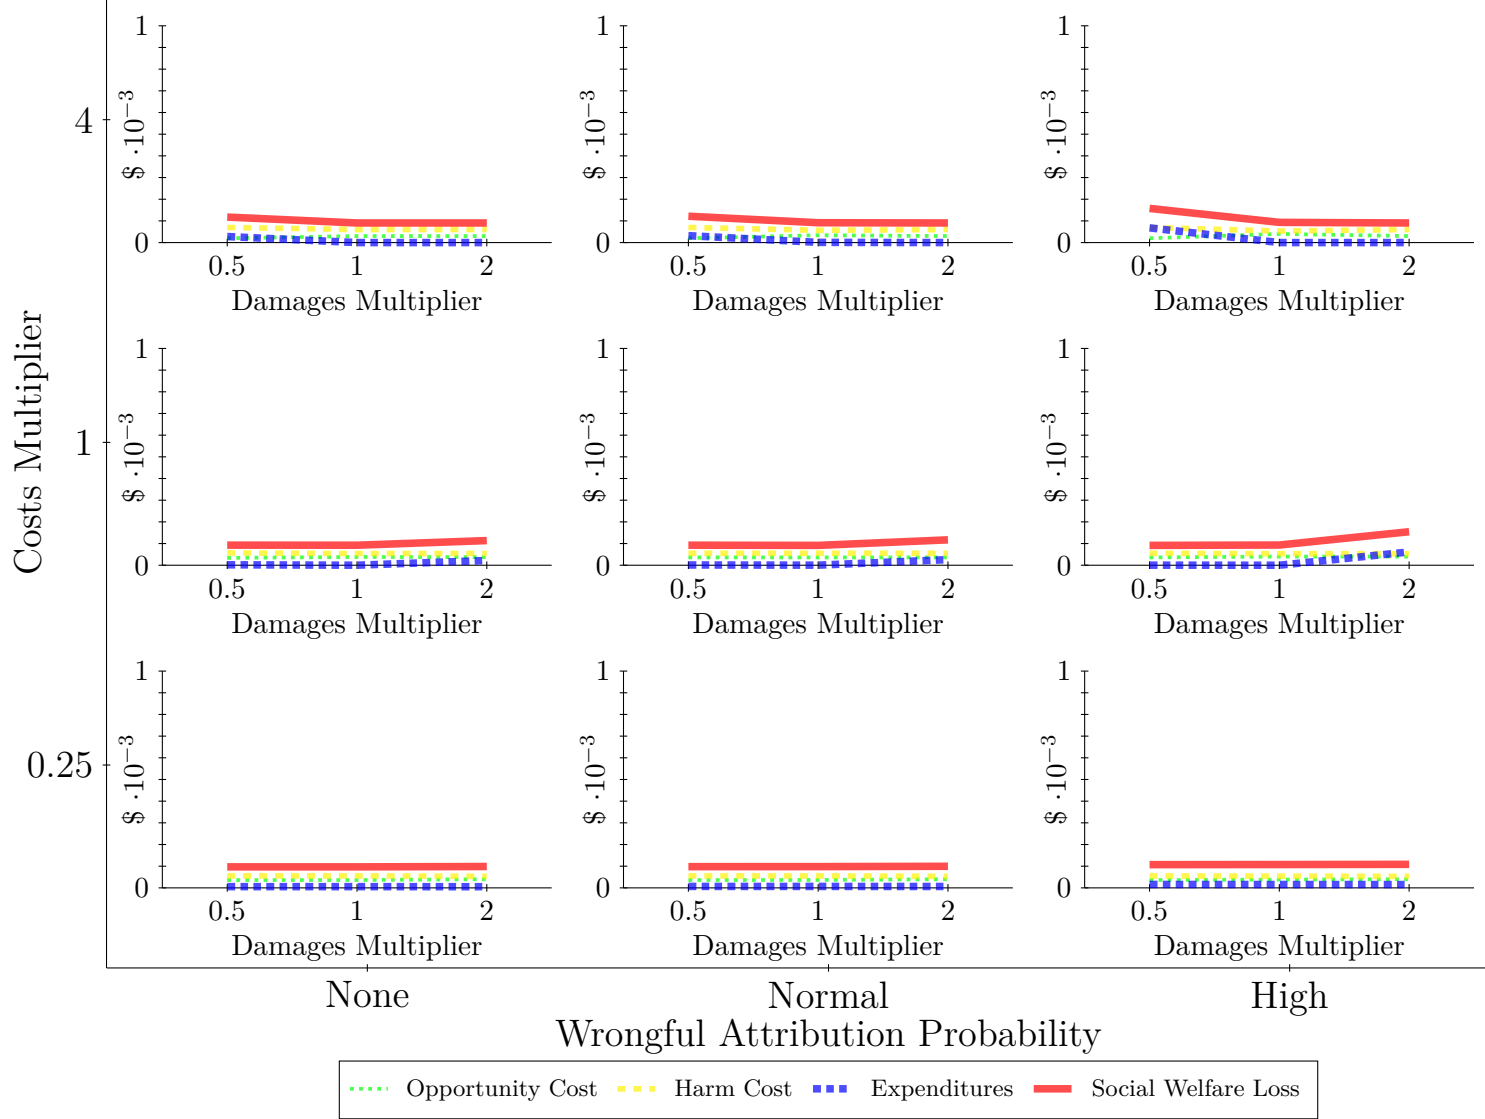 Costs Multiplier
4
1
0.25
$ ·10⁻³
1
0
0.5 1 2
Damages Multiplier
$ ·10⁻³
1
0
0.5 1 2
Damages Multiplier
$ ·10⁻³
1
0
0.5 1 2
Damages Multiplier
$ ·10⁻³
1
0
0.5 1 2
Damages Multiplier
$ ·10⁻³
1
0
0.5 1 2
Damages Multiplier
$ ·10⁻³
1
0
0.5 1 2
Damages Multiplier
$ ·10⁻³
1
0
0.5 1 2
Damages Multiplier
$ ·10⁻³
1
0
0.5 1 2
Damages Multiplier
$ ·10⁻³
1
0
0.5 1 2
Damages Multiplier
None Normal High
Wrongful Attribution Probability
Opportunity Cost Harm Cost Expenditures Social Welfare Loss